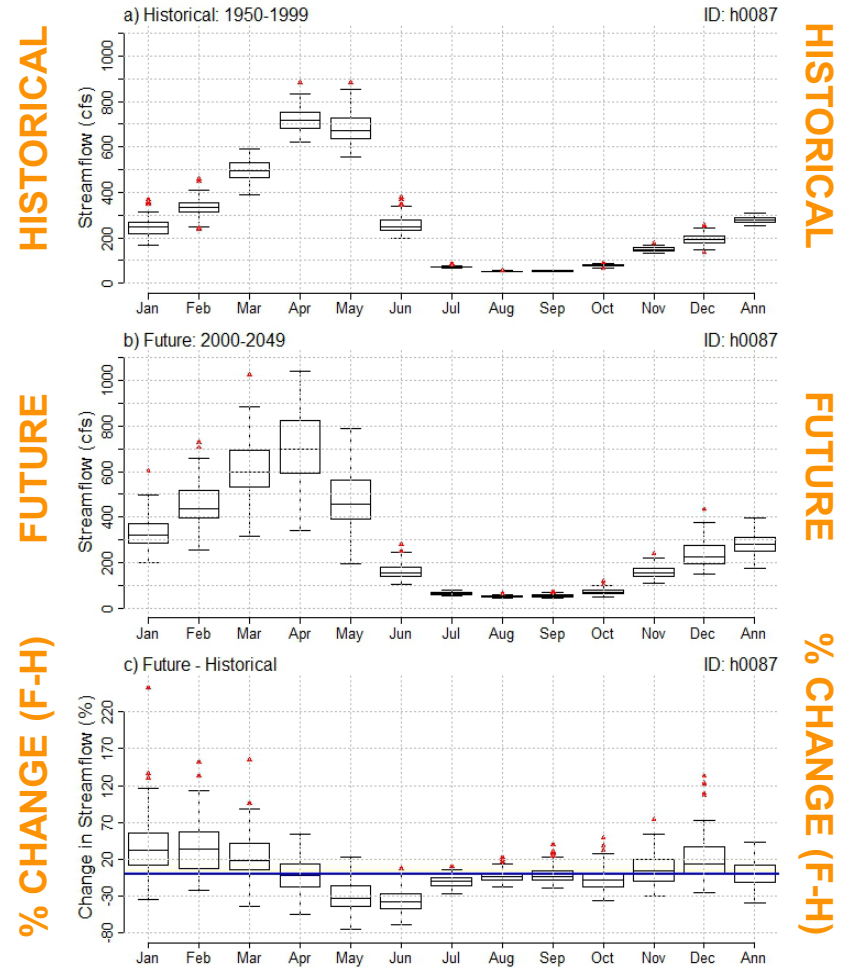 a) Historical: 1950-1999 ID: h0087
HISTORICAL
Streamflow (cfs)
1000
800
600
400
200
0
Jan Feb Mar Apr May Jun Jul Aug Sep Oct Nov Dec Ann
HISTORICAL
b) Future: 2000-2049 ID: h0087
FUTURE
Streamflow (cfs)
1000
800
600
400
200
0
Jan Feb Mar Apr May Jun Jul Aug Sep Oct Nov Dec Ann
FUTURE
c) Future - Historical ID: h0087
% CHANGE (F-H)
Change in Streamflow (%)
220
170
120
70
20
-30
-80
Jan Feb Mar Apr May Jun Jul Aug Sep Oct Nov Dec Ann
% CHANGE (F-H)